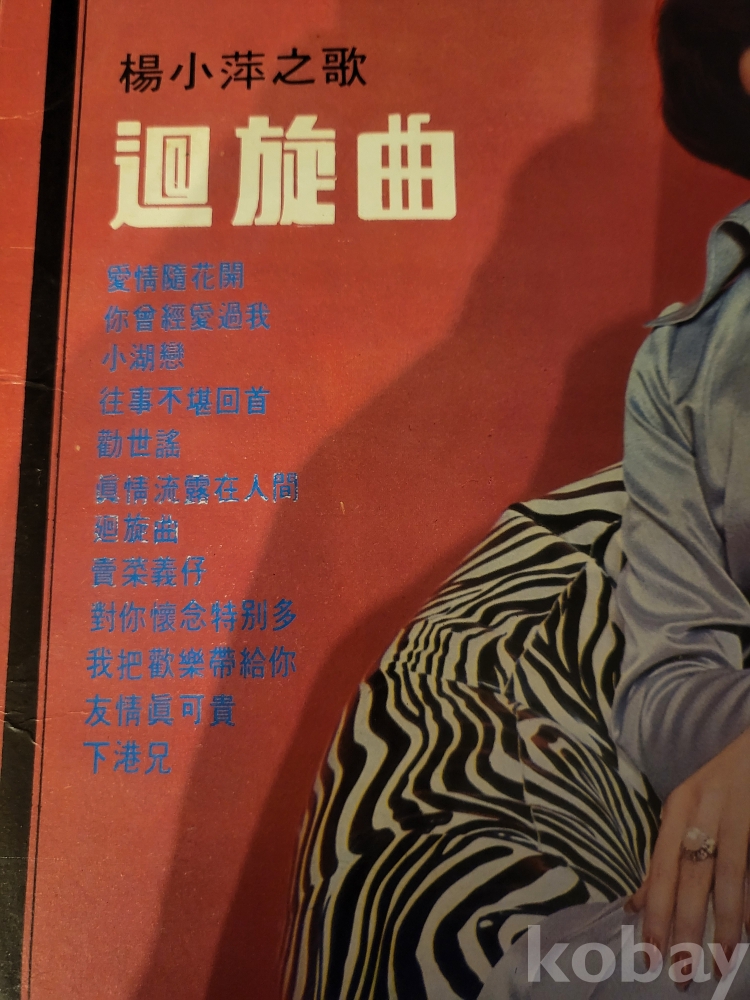 楊小萍之歌
迴旋曲
愛情隨花開
你曾經愛過我
小湖戀
往事不堪回首
勸世謠
眞情流露在人間
廻旋曲
賣菜義仔
對你懷念特別多
我把歡樂帶給你
友情眞可貴
下港兄
kobay